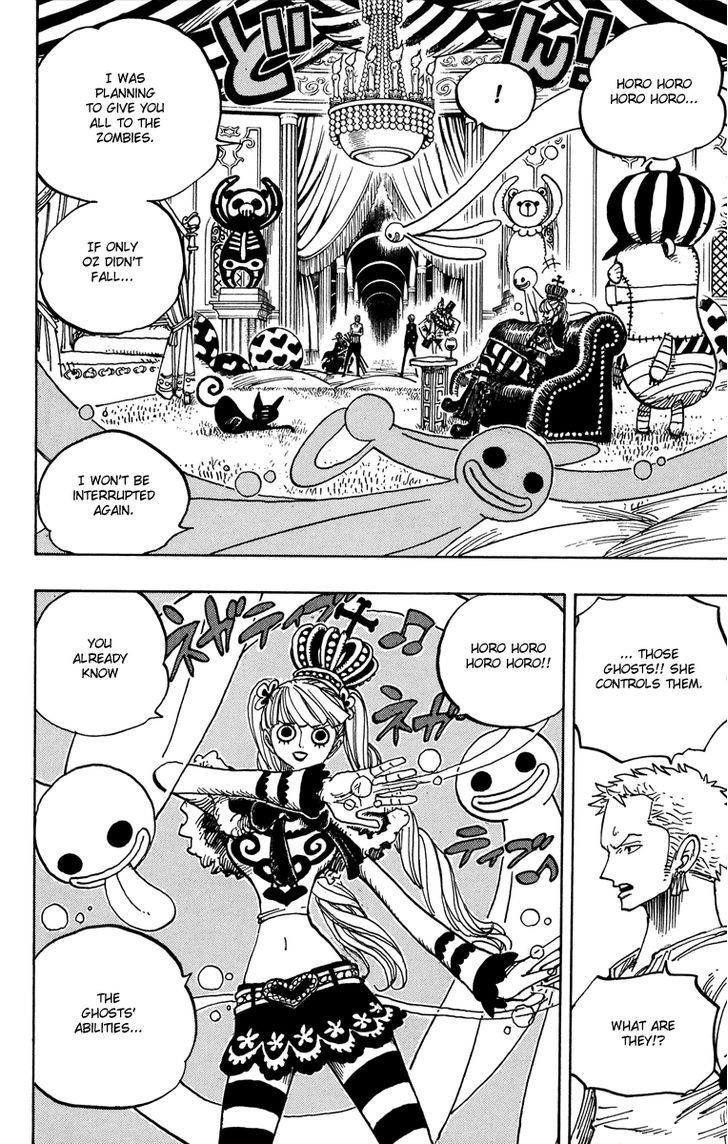 どん!
HORO HORO
HORO HORO...
!
I WAS
PLANNING
TO GIVE YOU
ALL TO THE
ZOMBIES.
IF ONLY
OZ DIDN'T
FALL...
I WON'T BE
INTERRUPTED
AGAIN.
... THOSE
GHOSTS!! SHE
CONTROLS THEM.
WHAT ARE
THEY!?
HORO HORO
HORO HORO!!
ネガティブ
ネガ
ティブ
YOU
ALREADY
KNOW
THE
GHOSTS'
ABILITIES...